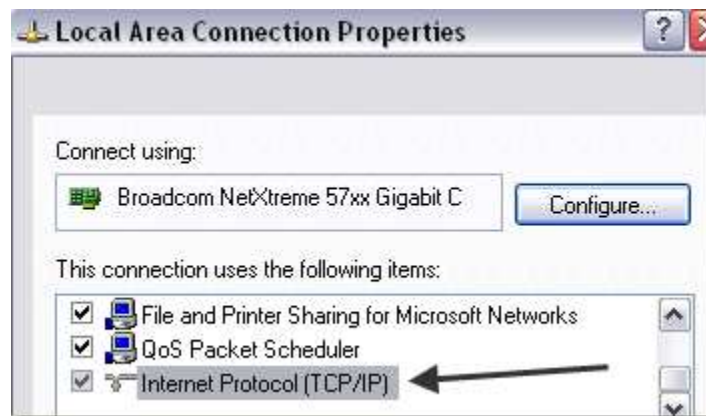 Local Area Connection Properties
?
Connect using:
Broadcom NetXtreme 57xx Gigabit C
Configure...
This connection uses the following items:
File and Printer Sharing for Microsoft Networks
QoS Packet Scheduler
Internet Protocol (TCP/IP)